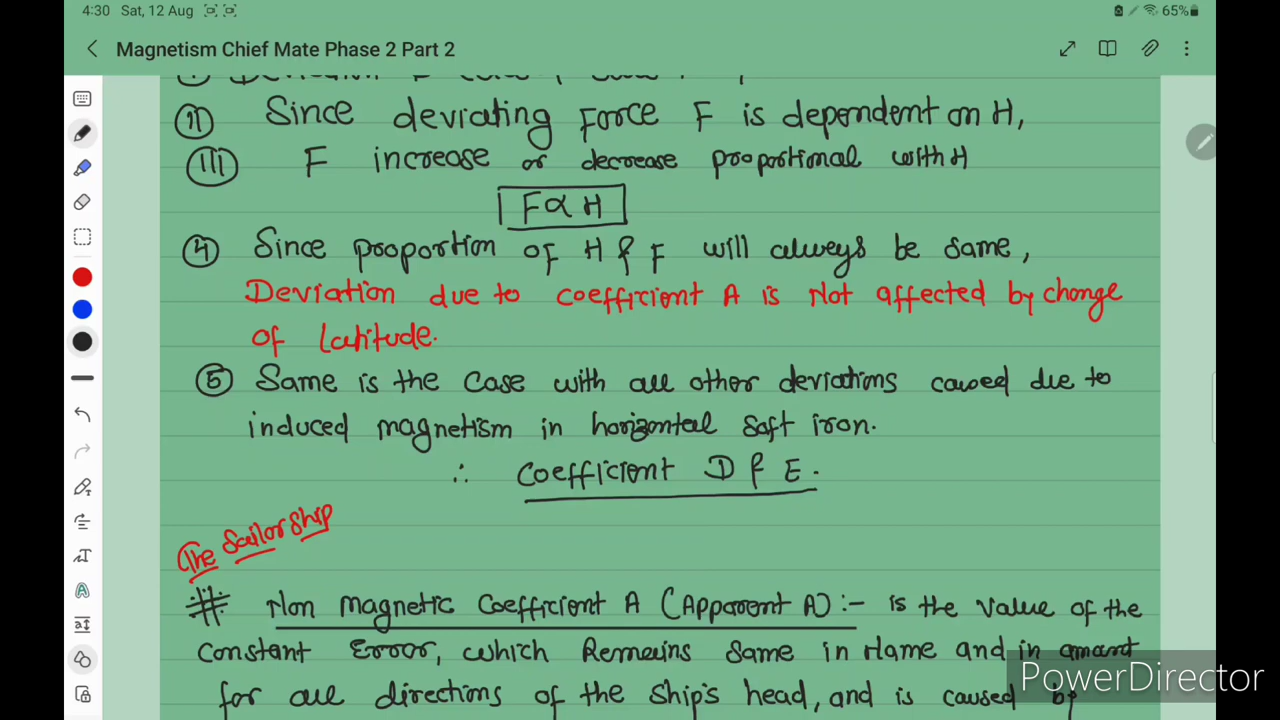 4:30 Sat, 12 Aug 65%
Magnetism Chief Mate Phase 2 Part 2
II Since deviating Force F is dependent on H,
III F increase or decrease proportional with H
F ∝ H
4 Since proportion of H & F will always be same,
Deviation due to coefficient A is Not affected by change
of latitude.
5 Same is the case with all other deviations caused due to
induced magnetism in horizontal soft iron.
∴ Coefficient D & E.
The Sailor Ship
# Non Magnetic Coefficient A (Apparent A) :- is the value of the
Constant Error, which Remains Same in Name and in amount
for all directions of the ship's head, and is caused by
PowerDirector